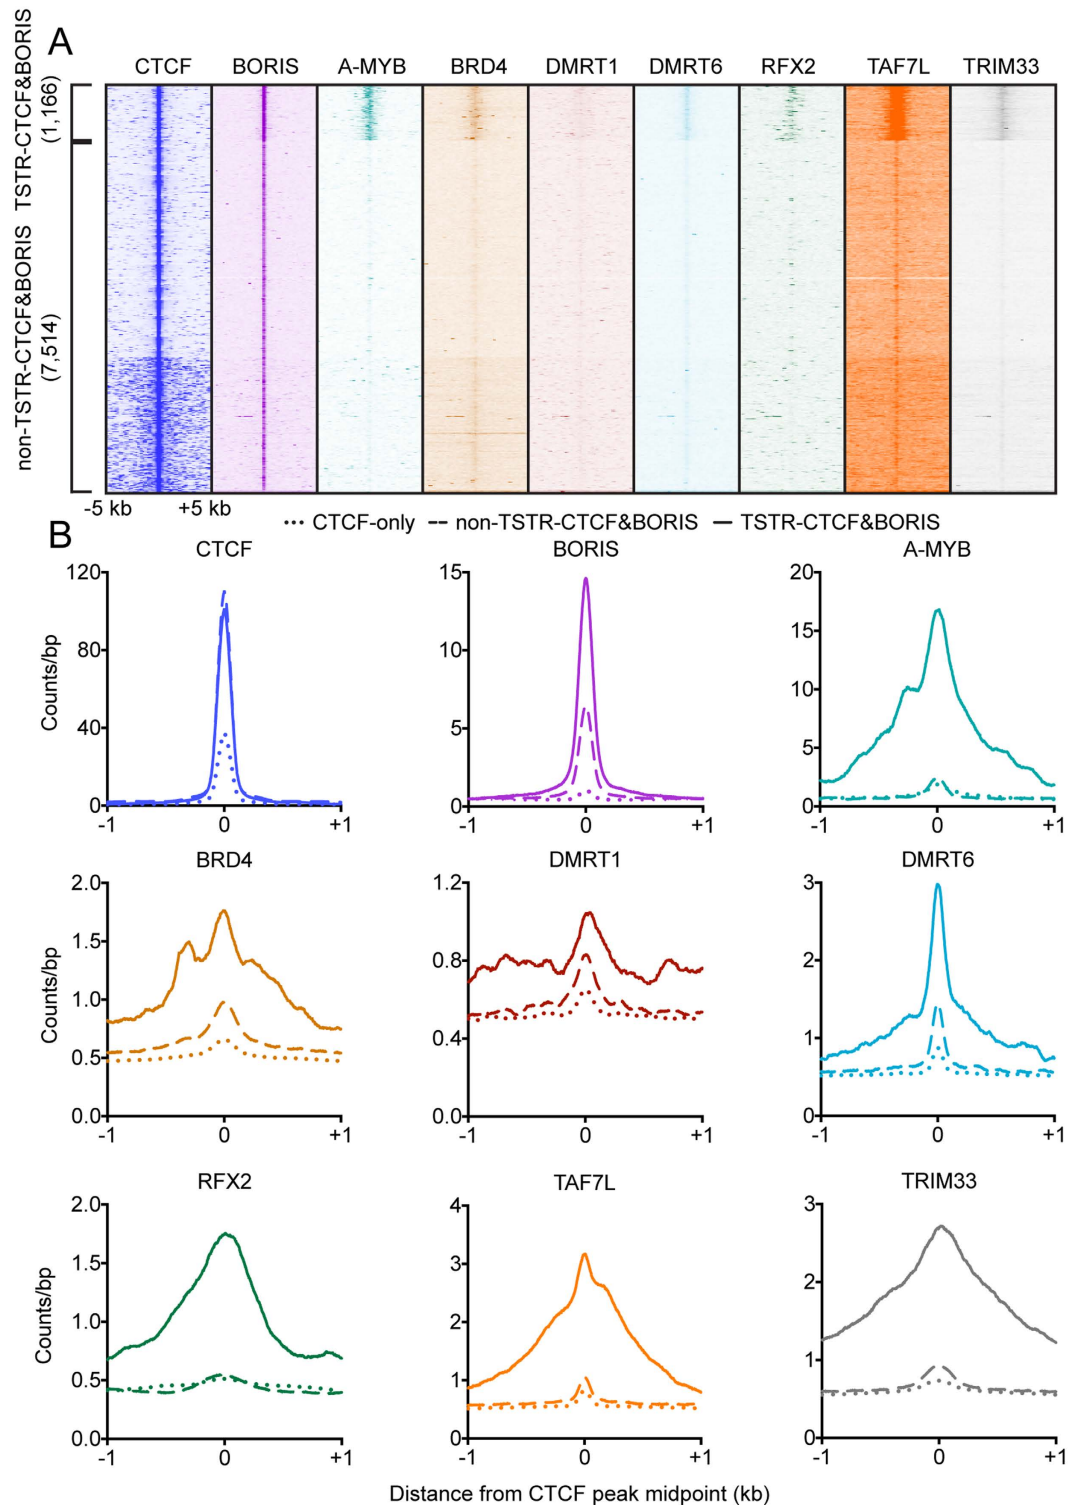 A
CTCF BORIS A-MYB BRD4 DMRT1 DMRT6 RFX2 TAF7L TRIM33
TSTR-CTCF&BORIS
(1,166)
non-TSTR-CTCF&BORIS
(7,514)
-5 kb +5 kb
CTCF-only non-TSTR-CTCF&BORIS TSTR-CTCF&BORIS
B
CTCF BORIS A-MYB
Counts/bp
120 80 40 0
-1 0 +1
15 10 5 0
-1 0 +1
20 15 10 5 0
-1 0 +1
BRD4 DMRT1 DMRT6
Counts/bp
2.0 1.5 1.0 0.5 0.0
-1 0 +1
1.2 0.8 0.4 0.0
-1 0 +1
3 2 1 0
-1 0 +1
RFX2 TAF7L TRIM33
Counts/bp
2.0 1.5 1.0 0.5 0.0
-1 0 +1
4 3 2 1 0
-1 0 +1
3 2 1 0
-1 0 +1
Distance from CTCF peak midpoint (kb)